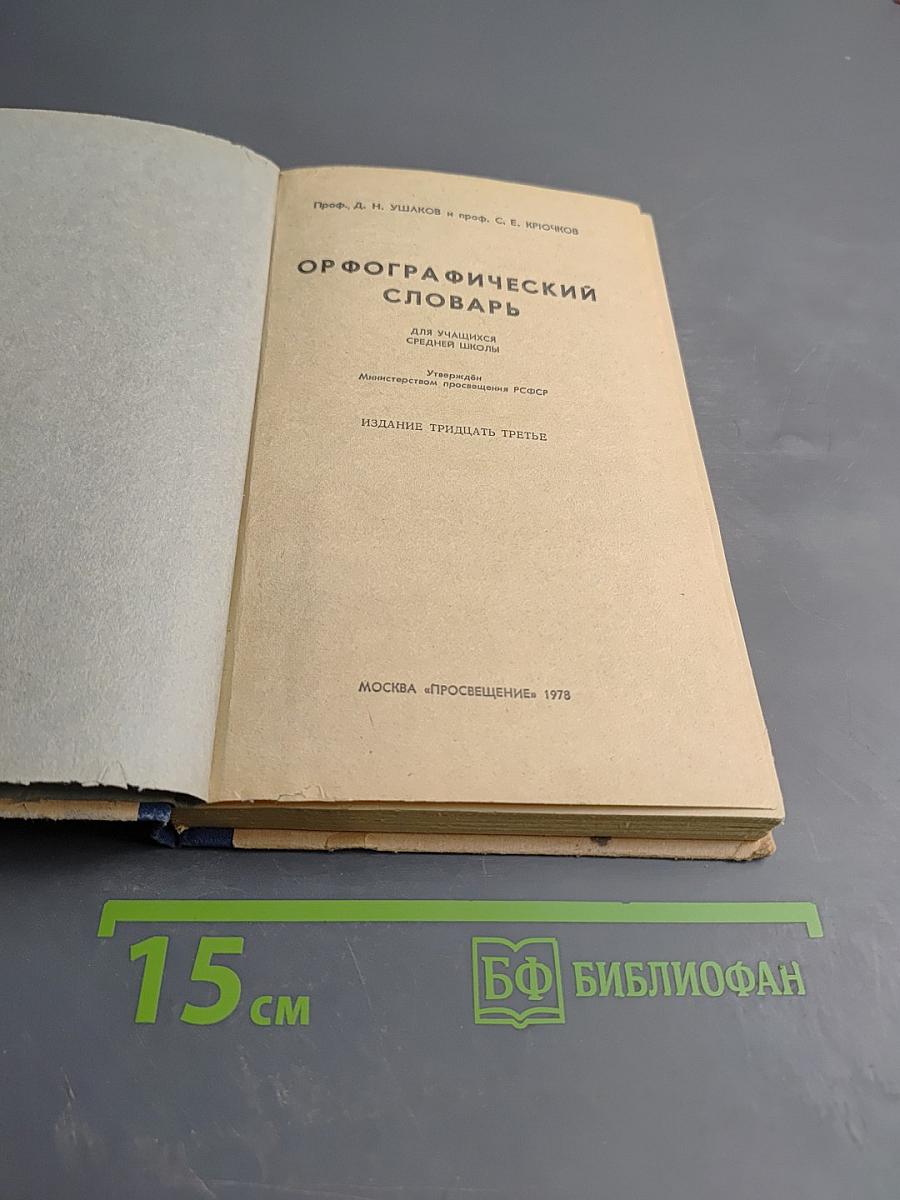 Проф. Д. Н. УШАКОВ и проф. С. Е. КРЮЧКОВ
ОРФОГРАФИЧЕСКИЙ
СЛОВАРЬ
ДЛЯ УЧАЩИХСЯ
СРЕДНЕЙ ШКОЛЫ
Утверждён
Министерством просвещения РСФСР
ИЗДАНИЕ ТРИДЦАТЬ ТРЕТЬЕ
МОСКВА «ПРОСВЕЩЕНИЕ» 1978
15 см
БФ БИБЛИОФАН